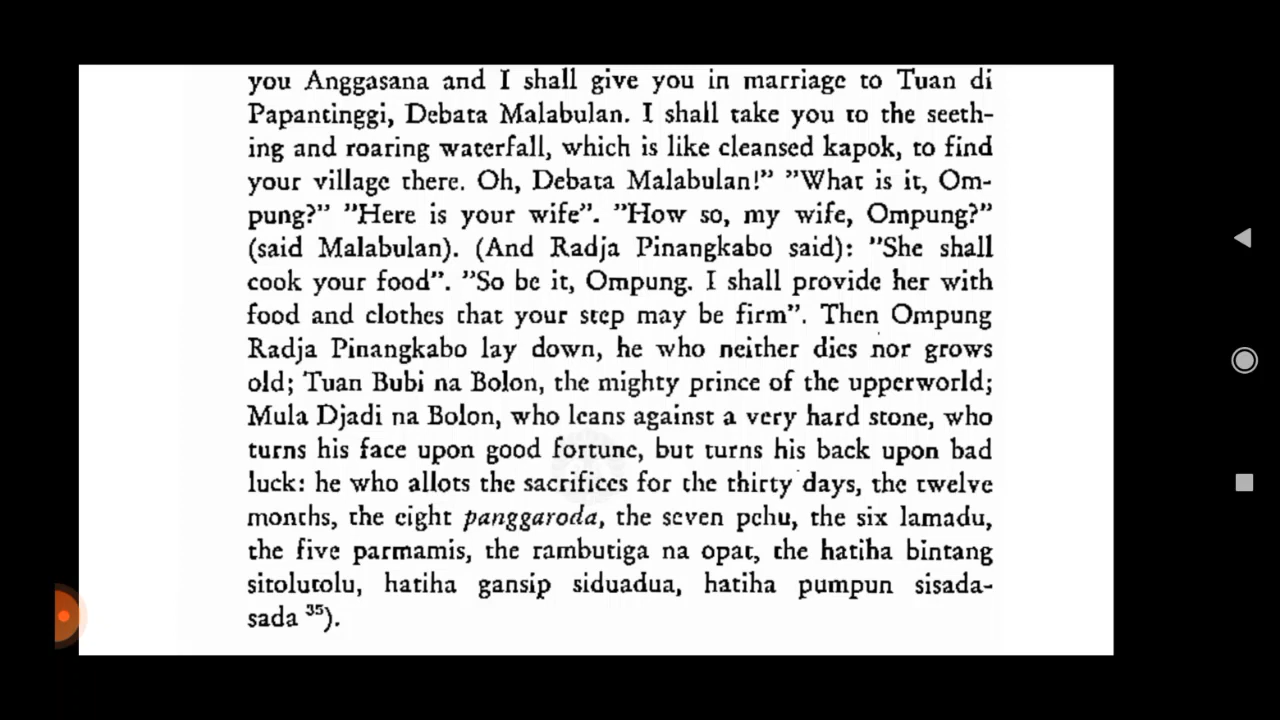 you Anggasana and I shall give you in marriage to Tuan di
Papantinggi, Debata Malabulan. I shall take you to the seeth-
ing and roaring waterfall, which is like cleansed kapok, to find
your village there. Oh, Debata Malabulan!” ”What is it, Om-
pung?” ”Here is your wife”. ”How so, my wife, Ompung?”
(said Malabulan). (And Radja Pinangkabo said): ”She shall
cook your food”. ”So be it, Ompung. I shall provide her with
food and clothes that your step may be firm”. Then Ompung
Radja Pinangkabo lay down, he who neither dies nor grows
old; Tuan Bubi na Bolon, the mighty prince of the upperworld;
Mula Djadi na Bolon, who leans against a very hard stone, who
turns his face upon good fortune, but turns his back upon bad
luck: he who allots the sacrifices for the thirty days, the twelve
months, the eight panggaroda, the seven pehu, the six lamadu,
the five parmamis, the rambutiga na opat, the hatiha bintang
sitolutolu, hatiha gansip siduadua, hatiha pumpun sisada-
sada ³⁵).